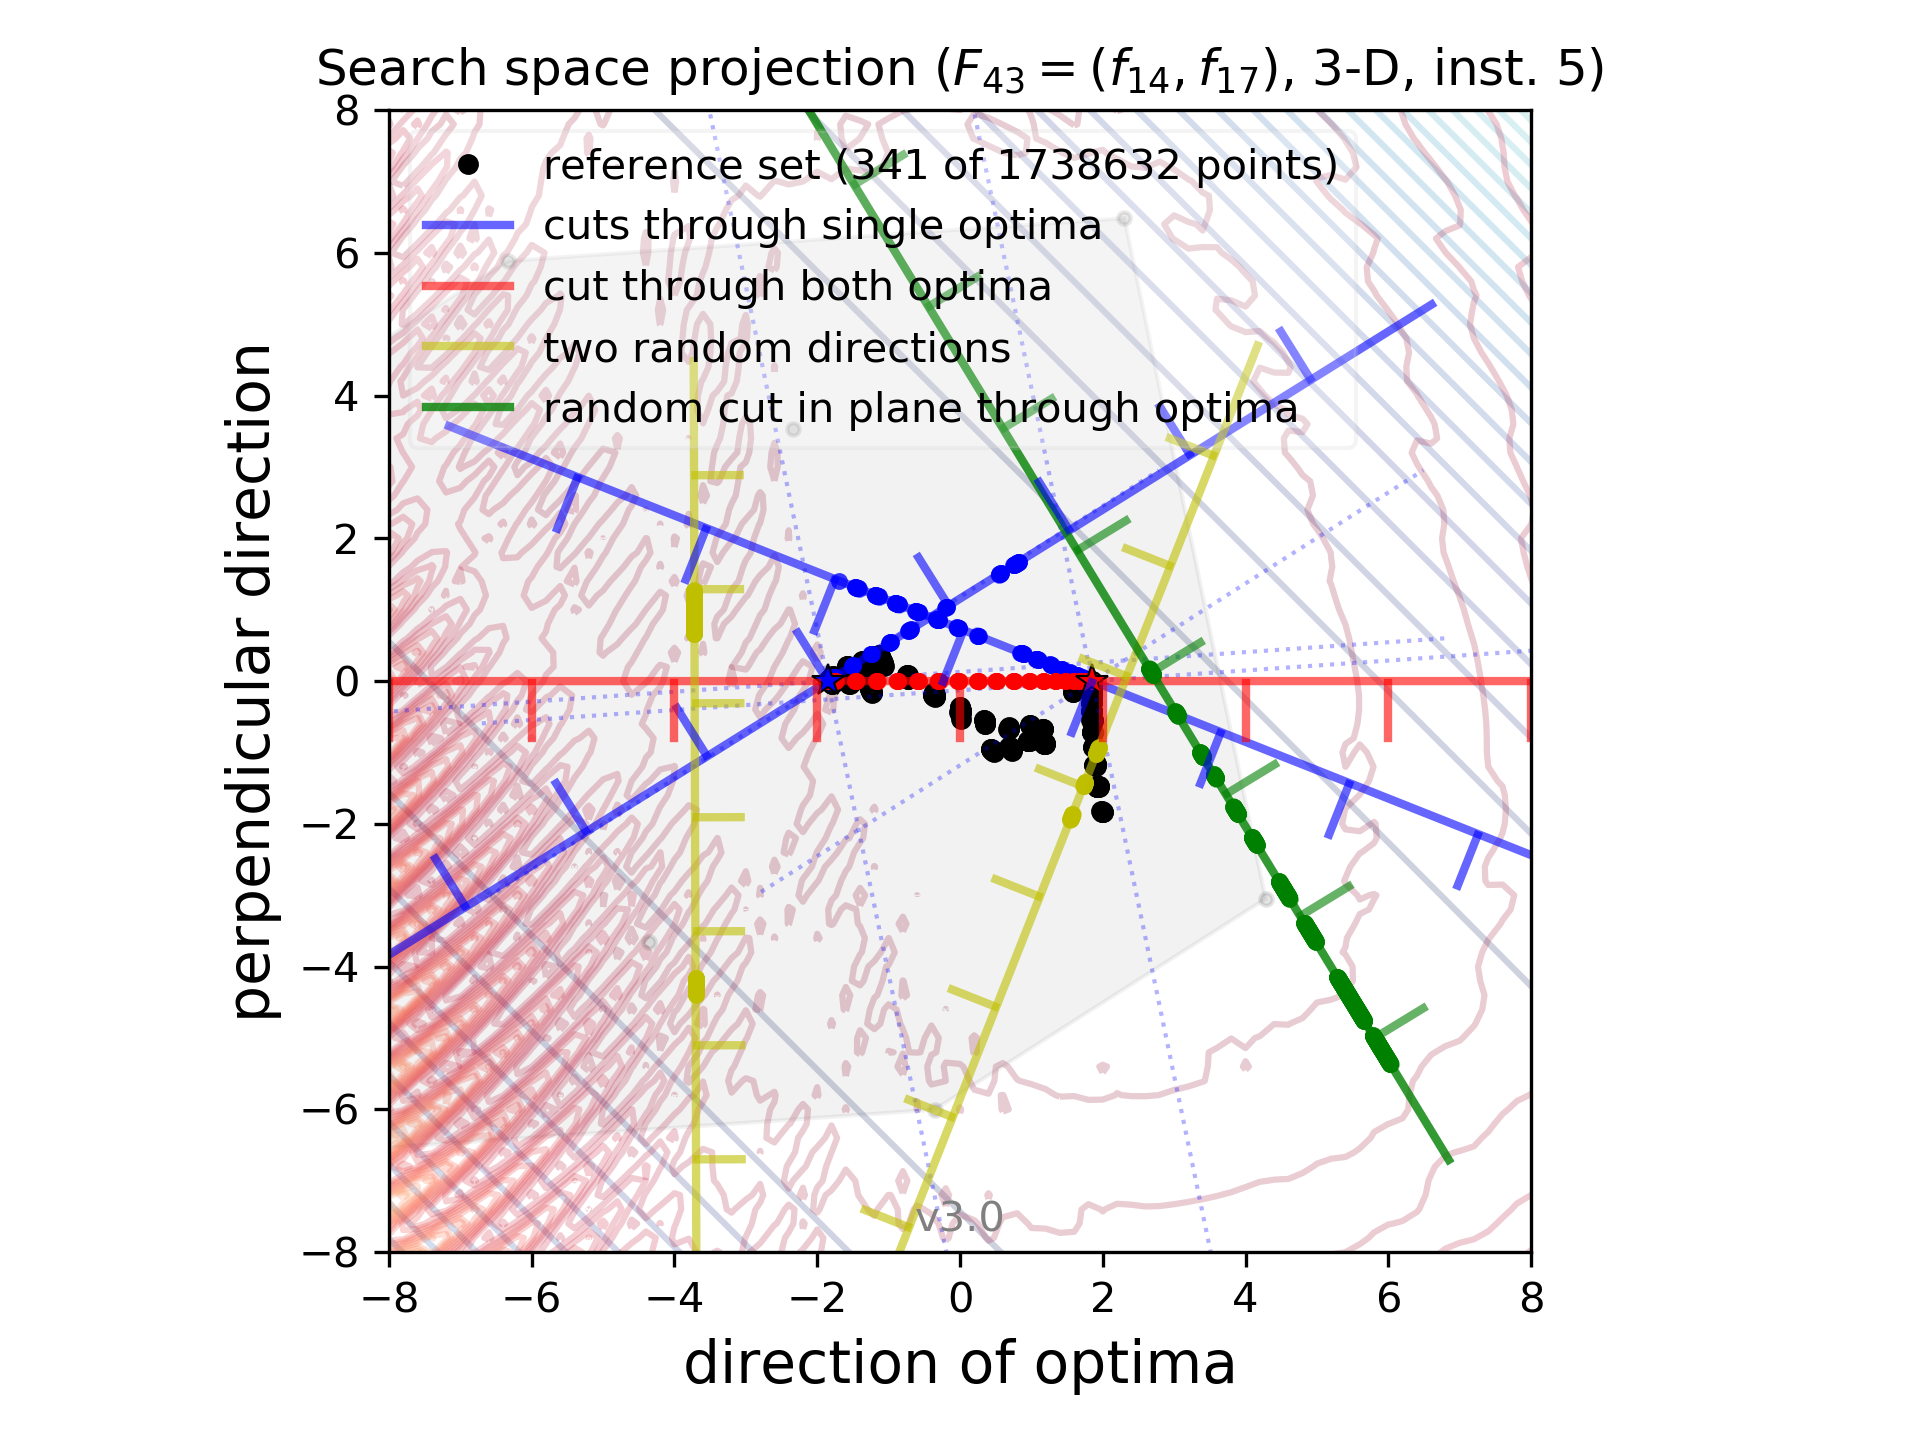 Search space projection (F₄₃ = (f₁₄, f₁₇), 3-D, inst. 5)
8
6
4
2
0
−2
−4
−6
−8
perpendicular direction
reference set (341 of 1738632 points)
cuts through single optima
cut through both optima
two random directions
random cut in plane through optima
v3.0
−8 −6 −4 −2 0 2 4 6 8
direction of optima